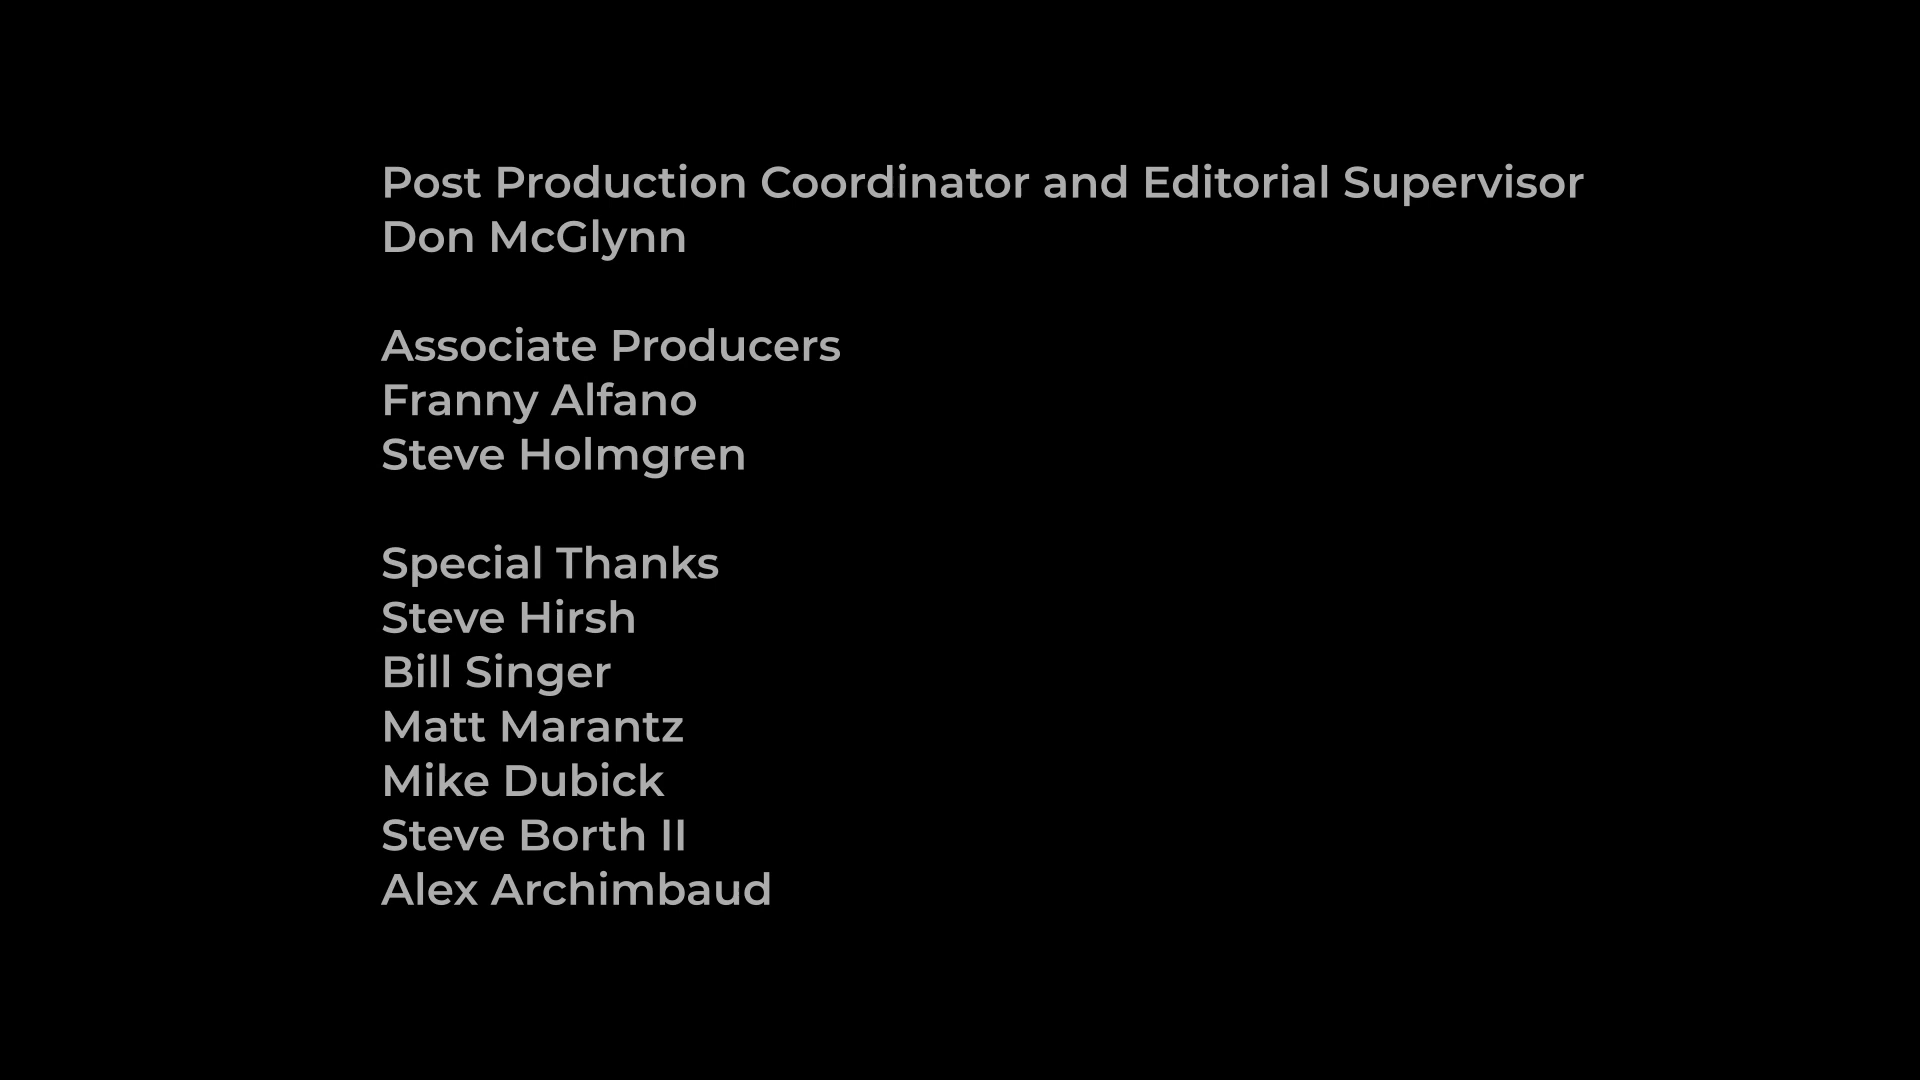 Post Production Coordinator and Editorial Supervisor
Don McGlynn
Associate Producers
Franny Alfano
Steve Holmgren
Special Thanks
Steve Hirsh
Bill Singer
Matt Marantz
Mike Dubick
Steve Borth II
Alex Archimbaud